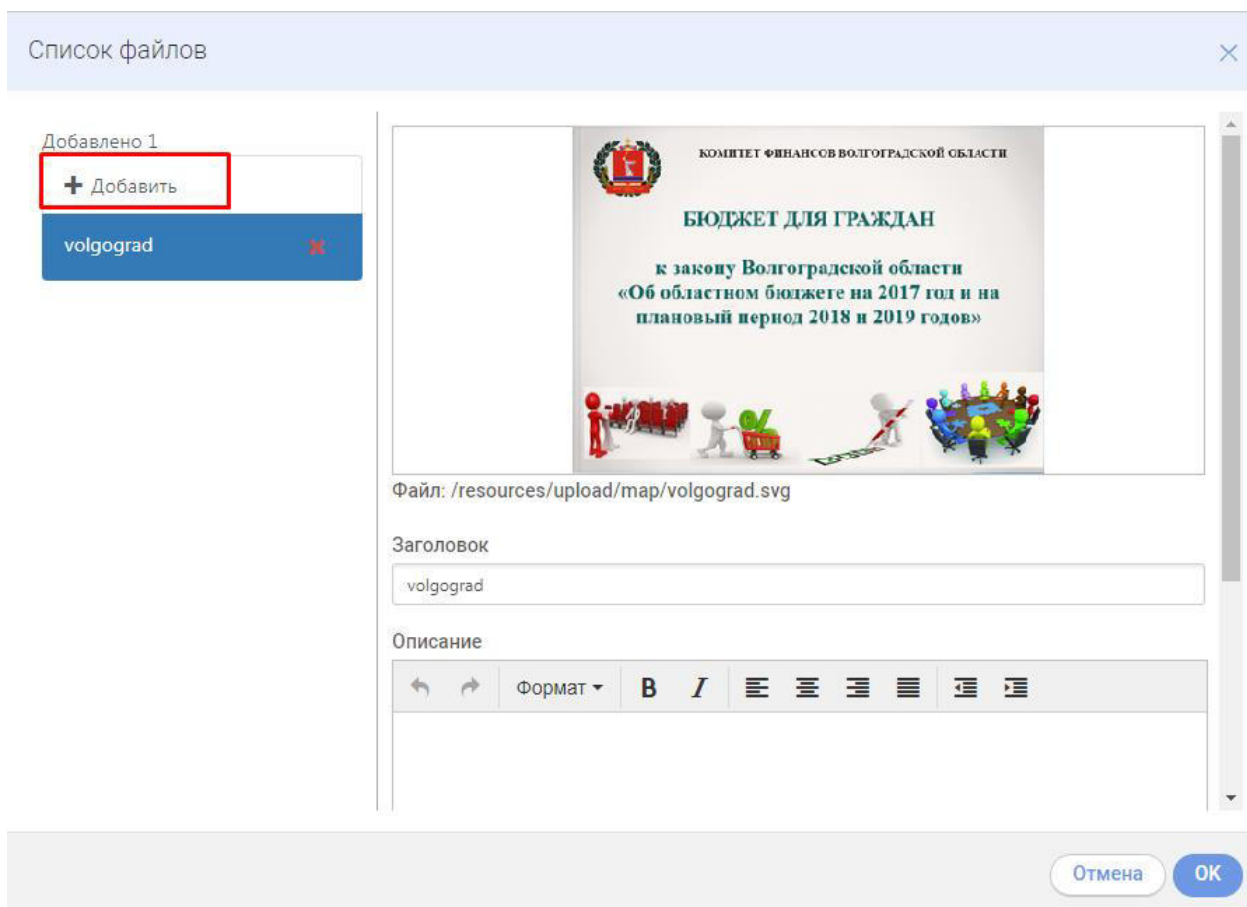 Список файлов
Добавлено 1
Добавить
volgograd
КОМИТЕТ ФИНАНСОВ ВОЛГОГРАДСКОЙ ОБЛАСТИ
БЮДЖЕТ ДЛЯ ГРАЖДАН
к закону Волгоградской области
«Об областном бюджете на 2017 год и на
плановый период 2018 и 2019 годов»
%
Файл: /resources/upload/map/volgograd.svg
Заголовок
volgograd
Описание
Формат
B I
Отмена
OK